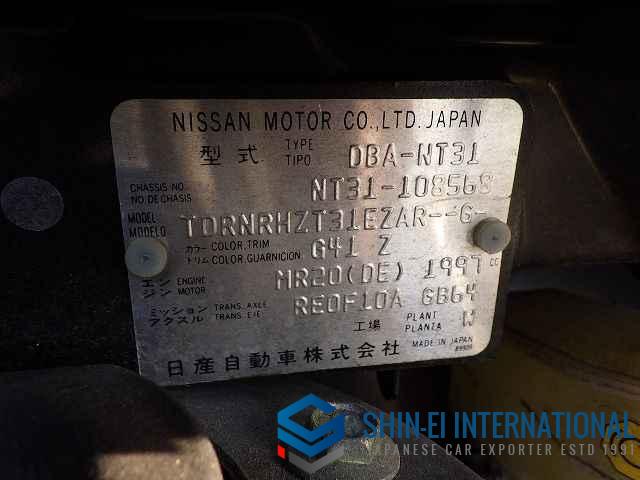 NISSAN MOTOR CO.,LTD. JAPAN
型式 TYPE TIPO DBA-NT31
CHASSIS NO. NO DE CHASIS NT31-108568
MODEL MODELO TDRNRHZT31EZAR--G-
カラー COLOR,TRIM トリム COLOR,GUARNICION G41 Z
エンジン ENGINE MOTOR MR20(DE) 1997 cc
ミッション アクスル TRANS. AXLE TRANS. EJE RE0F10A GB64
工場 PLANT PLANTA W
日産自動車株式会社 MADE IN JAPAN
SHIN-EI INTERNATIONAL
JAPANESE CAR EXPORTER ESTD 1991